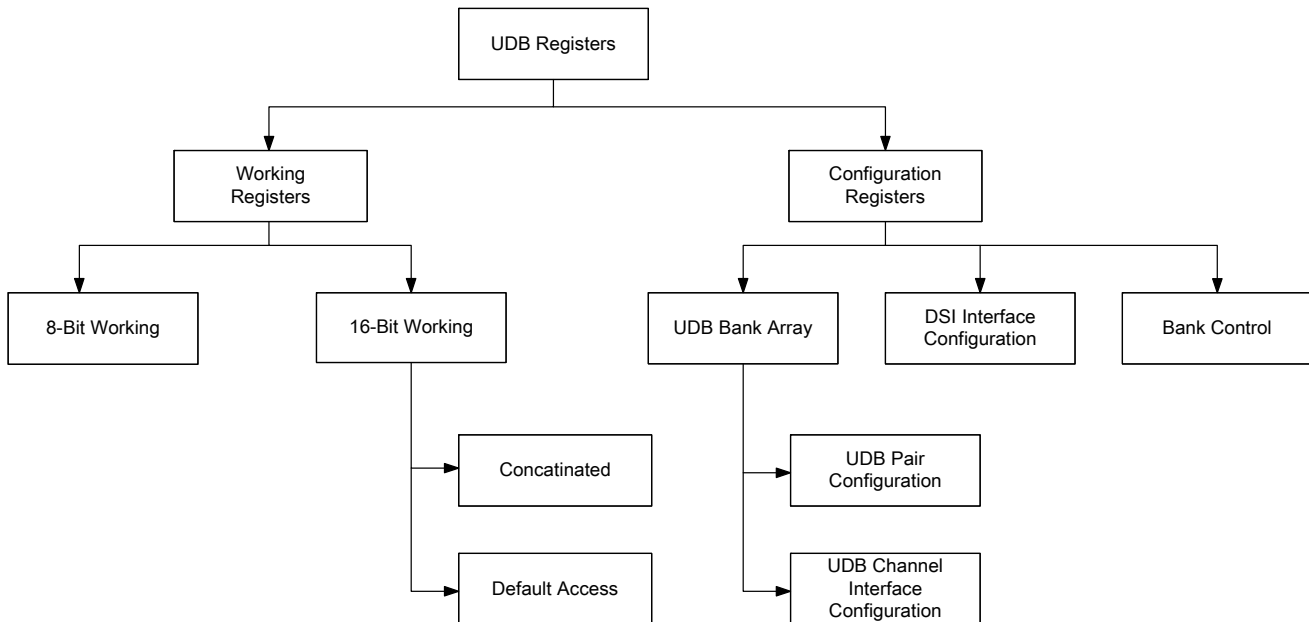 UDB Registers
Working
Registers
Configuration
Registers
8-Bit Working
16-Bit Working
UDB Bank Array
DSI Interface
Configuration
Bank Control
Concatinated
UDB Pair
Configuration
Default Access
UDB Channel
Interface
Configuration